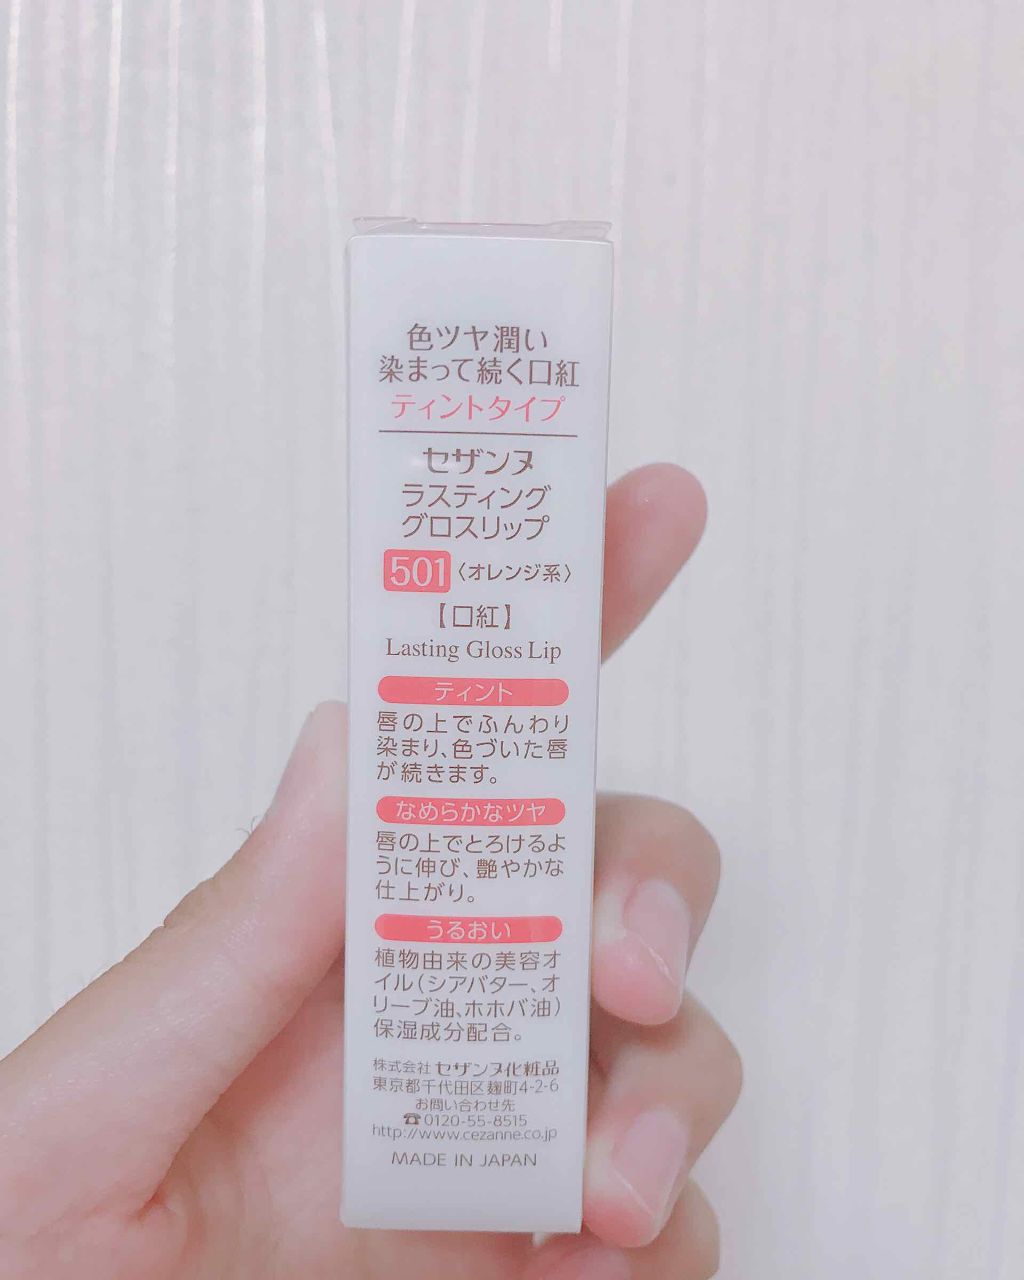 色ツヤ潤い
染まって続く口紅
ティントタイプ
セザンヌ
ラスティング
グロスリップ
501〈オレンジ系〉
【口紅】
Lasting Gloss Lip
ティント
唇の上でふんわり
染まり、色づいた唇
が続きます。
なめらかなツヤ
唇の上でとろけるよ
うに伸び、艶やかな
仕上がり。
うるおい
植物由来の美容オ
イル(シアバター、オ
リーブ油、ホホバ油)
保湿成分配合。
株式会社 セザンヌ化粧品
東京都千代田区麹町4-2-6
お問い合わせ先
☎0120-55-8515
http://www.cezanne.co.jp
MADE IN JAPAN